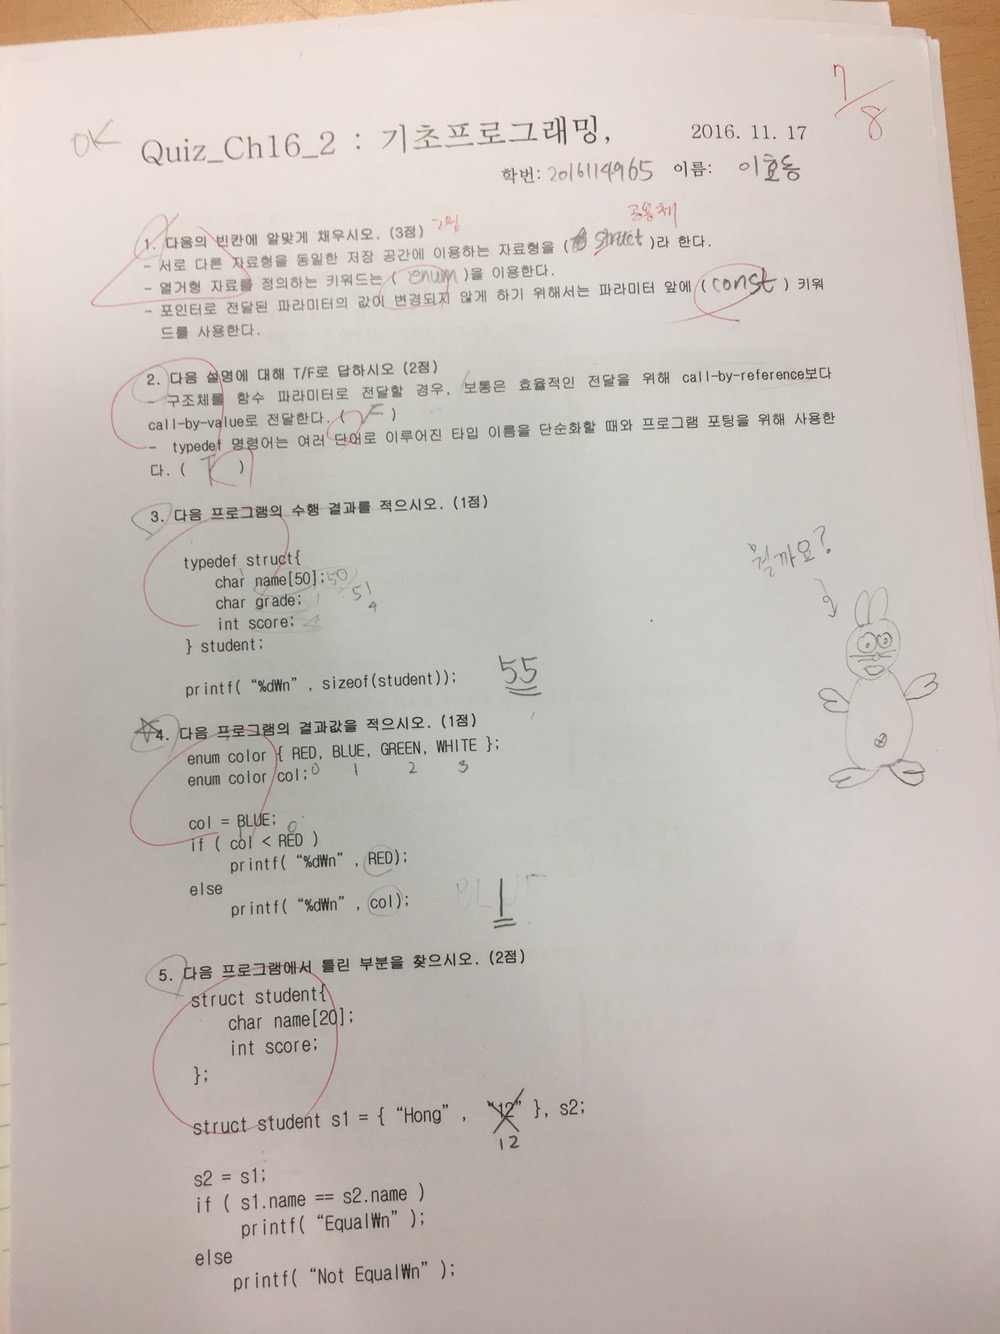 7/8
OK
Quiz_Ch16_2 : 기초프로그래밍,
2016. 11. 17
학번: 2016114965 이름: 이호동
1. 다음의 빈칸에 알맞게 채우시오. (3점) 2점
공용체
- 서로 다른 자료형을 동일한 저장 공간에 이용하는 자료형을 ( struct )라 한다.
- 열거형 자료를 정의하는 키워드는 ( enum )을 이용한다.
- 포인터로 전달된 파라미터의 값이 변경되지 않게 하기 위해서는 파라미터 앞에 ( const ) 키워
드를 사용한다.
2. 다음 설명에 대해 T/F로 답하시오 (2점)
- 구조체를 함수 파라미터로 전달할 경우, 보통은 효율적인 전달을 위해 call-by-reference보다
call-by-value로 전달한다. ( F )
- typedef 명령어는 여러 단어로 이루어진 타입 이름을 단순화할 때와 프로그램 포팅을 위해 사용한
다. ( T )
3. 다음 프로그램의 수행 결과를 적으시오. (1점)
typedef struct{
char name[50]; 50
char grade; 1 51
int score; 4 4
} student;
printf( “%d₩n” , sizeof(student)); 55
뭘까요?
4. 다음 프로그램의 결과값을 적으시오. (1점)
enum color { RED, BLUE, GREEN, WHITE };
enum color col; 0 1 2 3
col = BLUE;
if ( col < RED )
1 0
printf( “%d₩n” , RED);
else
printf( “%d₩n” , col); BLUE 1
5. 다음 프로그램에서 틀린 부분을 찾으시오. (2점)
struct student{
char name[20];
int score;
};
struct student s1 = { “Hong” , “12” }, s2;
12
s2 = s1;
if ( s1.name == s2.name )
printf( “Equal₩n” );
else
printf( “Not Equal₩n” );